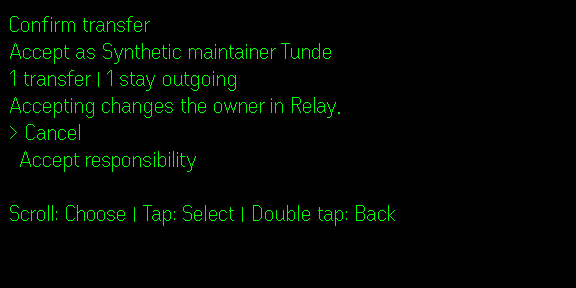 Confirm transfer
Accept as Synthetic maintainer Tunde
1 transfer | 1 stay outgoing
Accepting changes the owner in Relay.
> Cancel
Accept responsibility
Scroll: Choose | Tap: Select | Double tap: Back